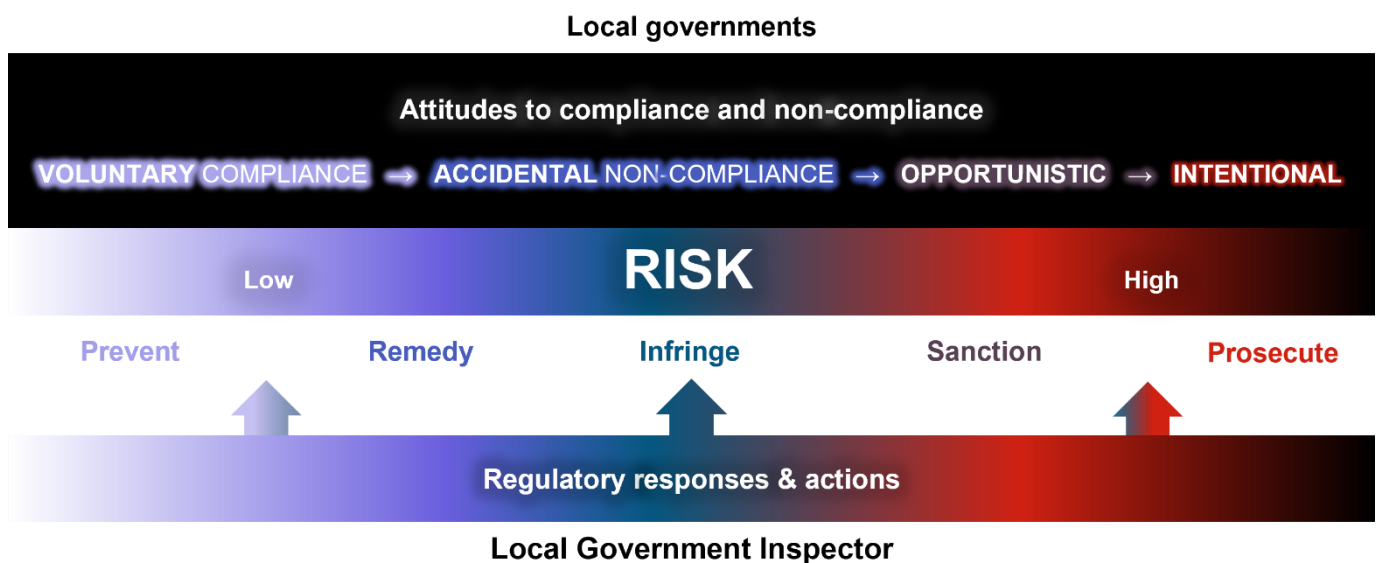 Local governments
Attitudes to compliance and non-compliance
VOLUNTARY COMPLIANCE → ACCIDENTAL NON-COMPLIANCE → OPPORTUNISTIC → INTENTIONAL
Low RISK High
Prevent Remedy Infringe Sanction Prosecute
Regulatory responses & actions
Local Government Inspector